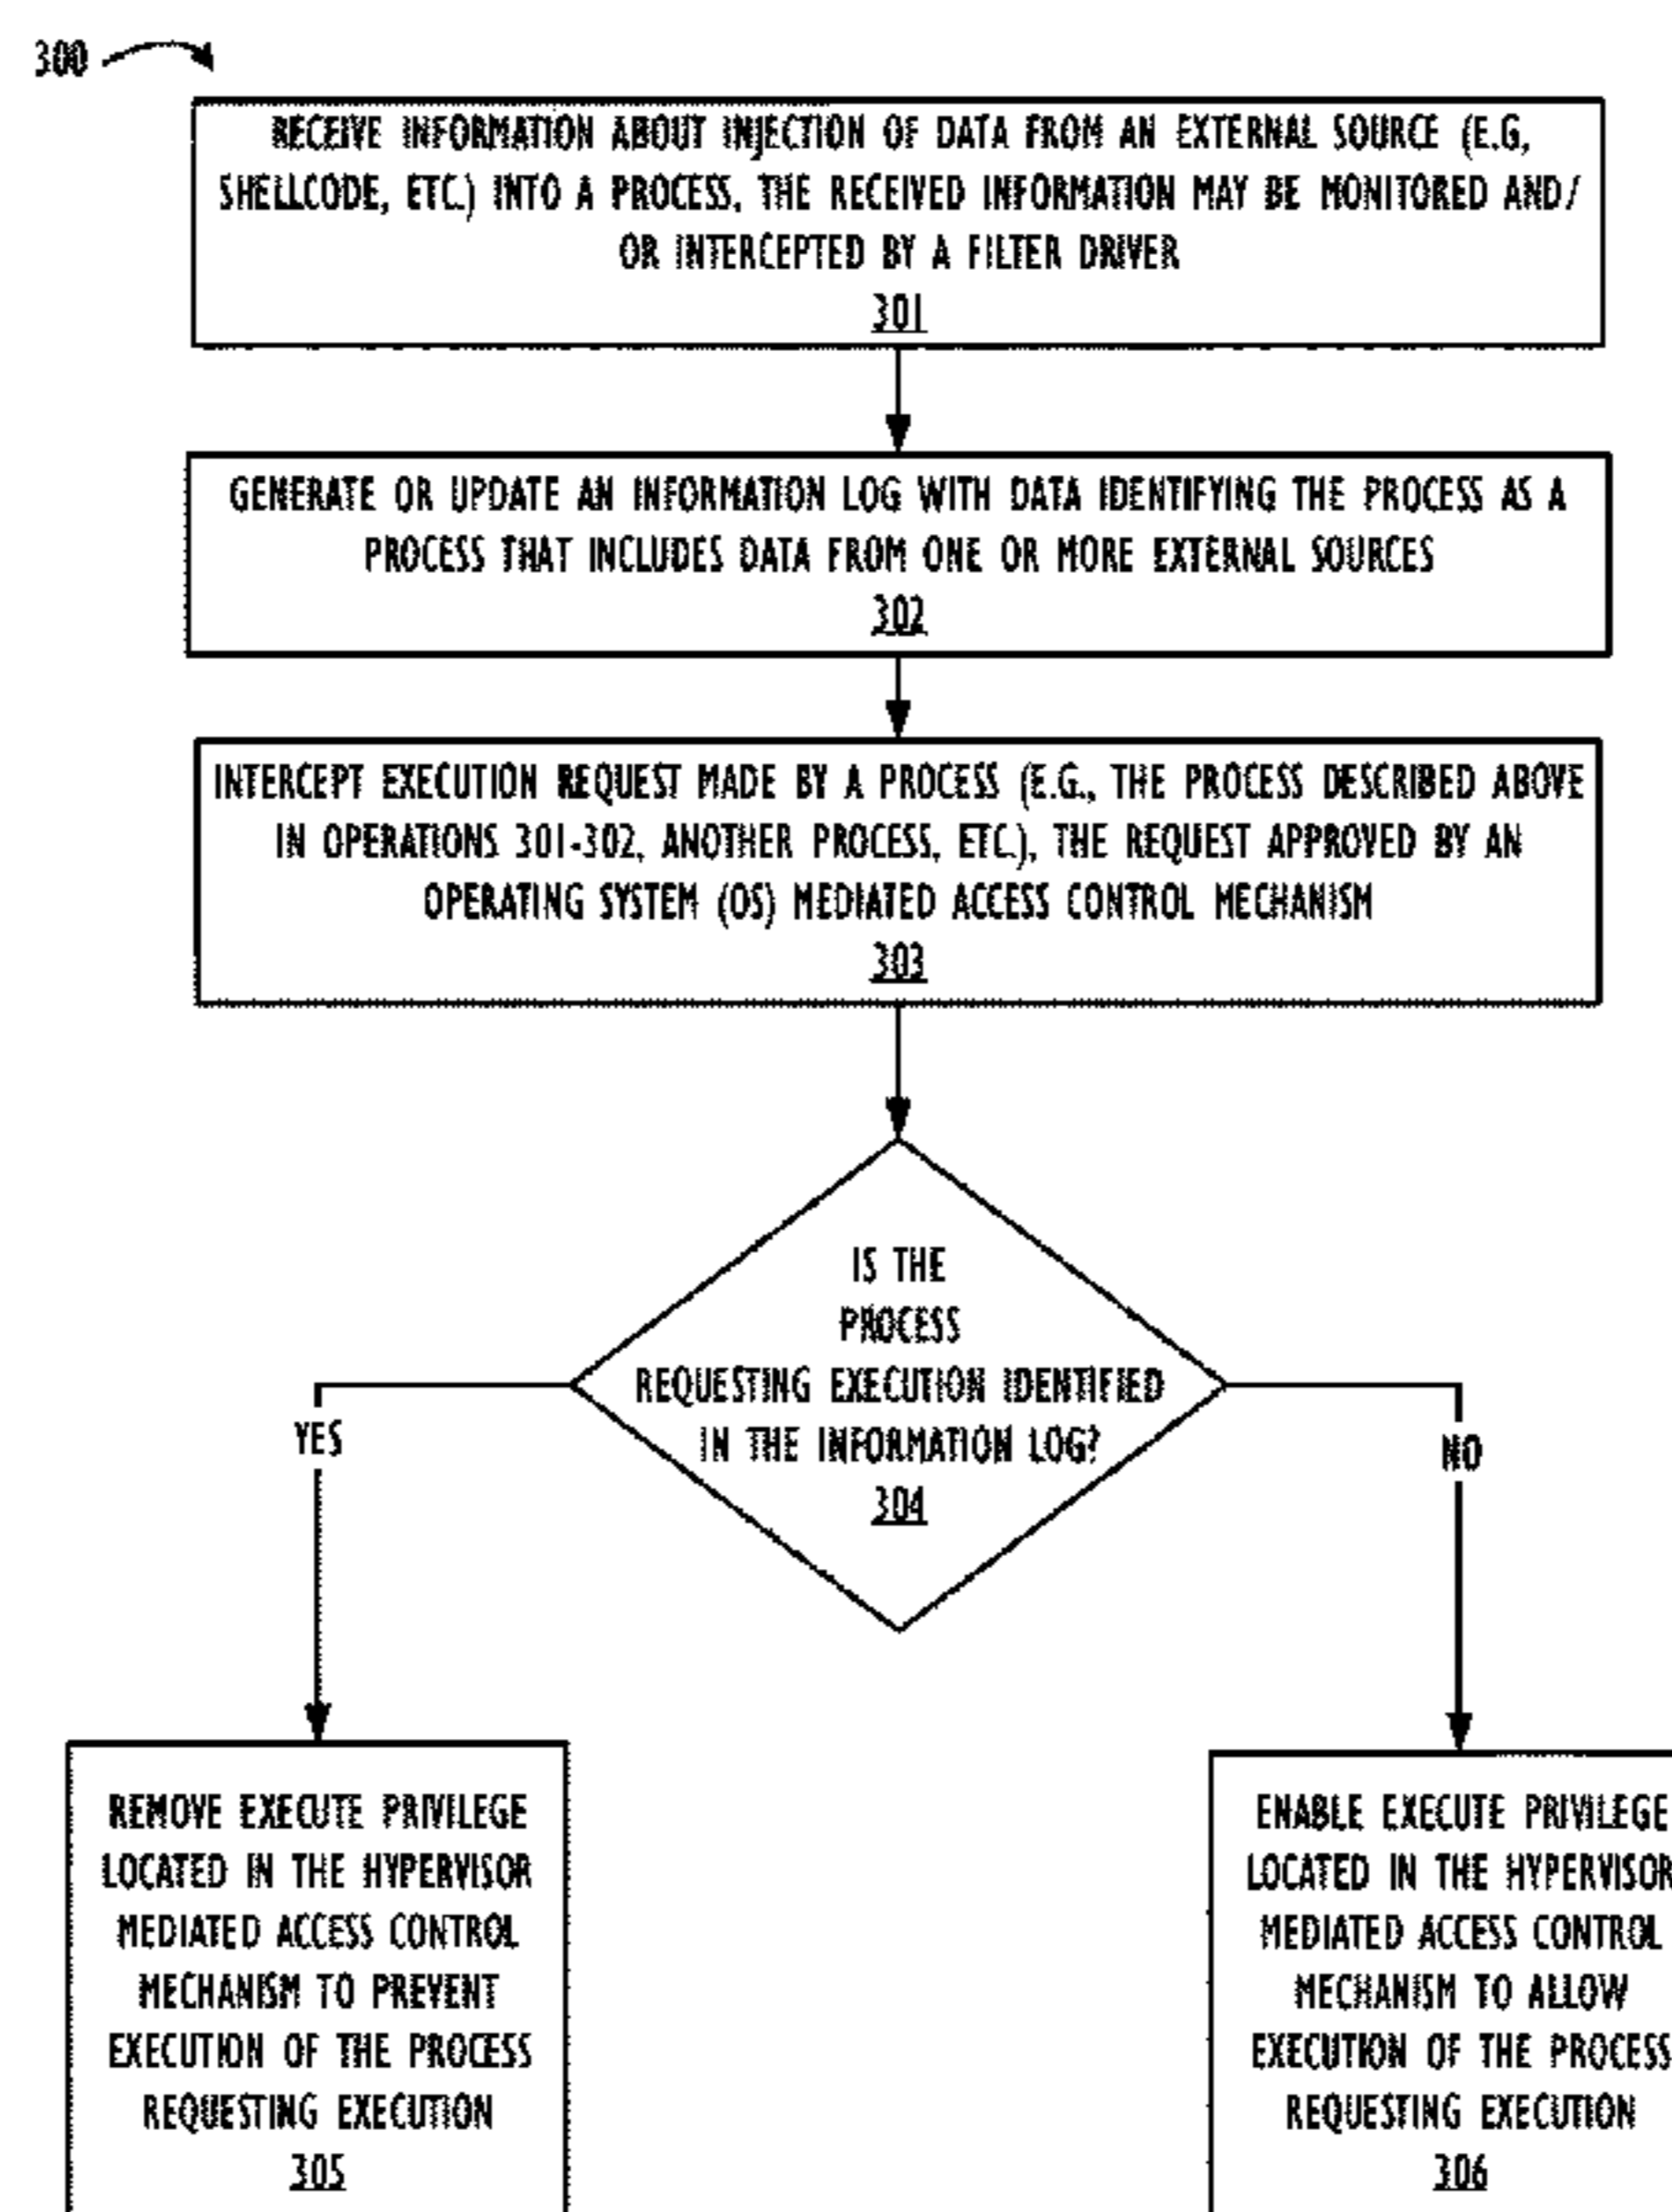 300
RECEIVE INFORMATION ABOUT INJECTION OF DATA FROM AN EXTERNAL SOURCE (E.G,
SHELLCODE, ETC.) INTO A PROCESS, THE RECEIVED INFORMATION MAY BE MONITORED AND/
OR INTERCEPTED BY A FILTER DRIVER
301
GENERATE OR UPDATE AN INFORMATION LOG WITH DATA IDENTIFYING THE PROCESS AS A
PROCESS THAT INCLUDES DATA FROM ONE OR MORE EXTERNAL SOURCES
302
INTERCEPT EXECUTION REQUEST MADE BY A PROCESS (E.G., THE PROCESS DESCRIBED ABOVE
IN OPERATIONS 301-302, ANOTHER PROCESS, ETC.), THE REQUEST APPROVED BY AN
OPERATING SYSTEM (OS) MEDIATED ACCESS CONTROL MECHANISM
303
IS THE
PROCESS
REQUESTING EXECUTION IDENTIFIED
IN THE INFORMATION LOG?
304
YES
NO
REMOVE EXECUTE PRIVILEGE
LOCATED IN THE HYPERVISOR
MEDIATED ACCESS CONTROL
MECHANISM TO PREVENT
EXECUTION OF THE PROCESS
REQUESTING EXECUTION
305
ENABLE EXECUTE PRIVILEGE
LOCATED IN THE HYPERVISOR
MEDIATED ACCESS CONTROL
MECHANISM TO ALLOW
EXECUTION OF THE PROCESS
REQUESTING EXECUTION
306